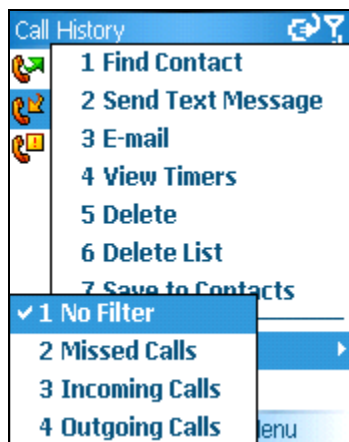 Call History
1 Find Contact
2 Send Text Message
3 E-mail
4 View Timers
5 Delete
6 Delete List
7 Save to Contacts
1 No Filter
2 Missed Calls
3 Incoming Calls
4 Outgoing Calls